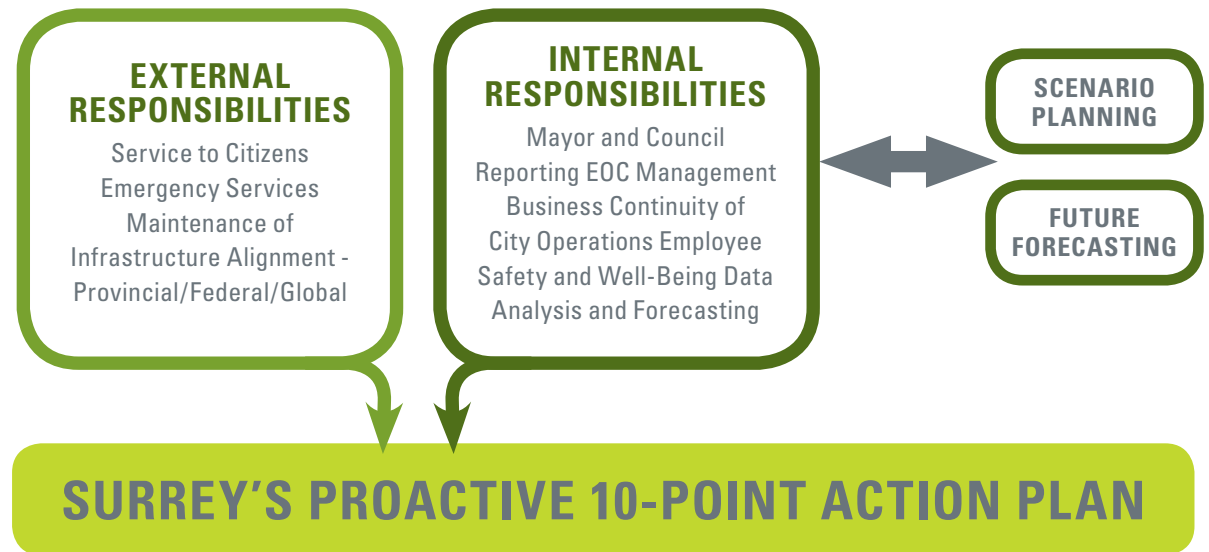 EXTERNAL
RESPONSIBILITIES
Service to Citizens
Emergency Services
Maintenance of
Infrastructure Alignment -
Provincial/Federal/Global
INTERNAL
RESPONSIBILITIES
Mayor and Council
Reporting EOC Management
Business Continuity of
City Operations Employee
Safety and Well-Being Data
Analysis and Forecasting
SCENARIO
PLANNING
FUTURE
FORECASTING
SURREY’S PROACTIVE 10-POINT ACTION PLAN